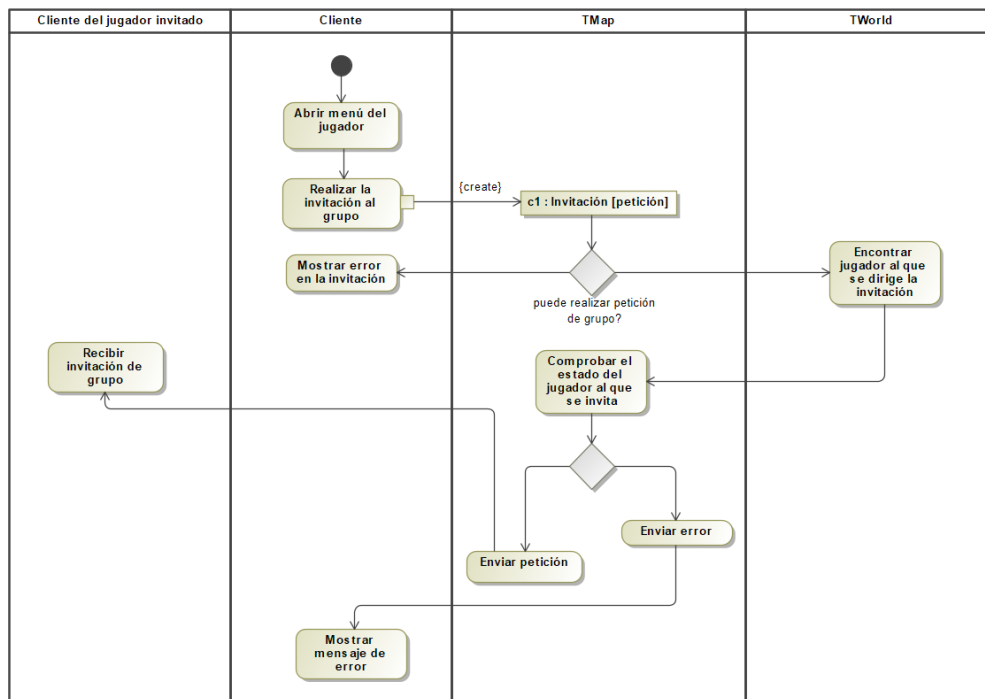 Cliente del jugador invitado
Cliente
TMap
TWorld
Abrir menú del
jugador
Realizar la
invitación al
grupo
{create}
c1 : Invitación [petición]
Mostrar error
en la invitación
puede realizar petición
de grupo?
Encontrar
jugador al que
se dirige la
invitación
Recibir
invitación de
grupo
Comprobar el
estado del
jugador al que
se invita
Enviar error
Enviar petición
Mostrar
mensaje de
error